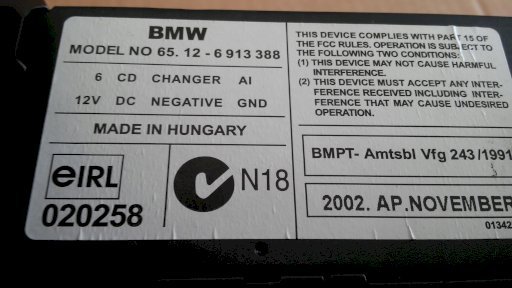 BMW
MODEL NO 65. 12 - 6 913 388
6 CD CHANGER AI
12V DC NEGATIVE GND
MADE IN HUNGARY
eIRL
020258
N18
THIS DEVICE COMPLIES WITH PART 15 OF
THE FCC RULES. OPERATION IS SUBJECT TO
THE FOLLOWING TWO CONDITIONS:
(1) THIS DEVICE MAY NOT CAUSE HARMFUL
INTERFERENCE.
(2) THIS DEVICE MUST ACCEPT ANY INTER-
FERENCE RECEIVED INCLUDING INTER-
FERENCE THAT MAY CAUSE UNDESIRED
OPERATION.
BMPT- Amtsbl Vfg 243/1991
2002. AP.NOVEMBER
01342